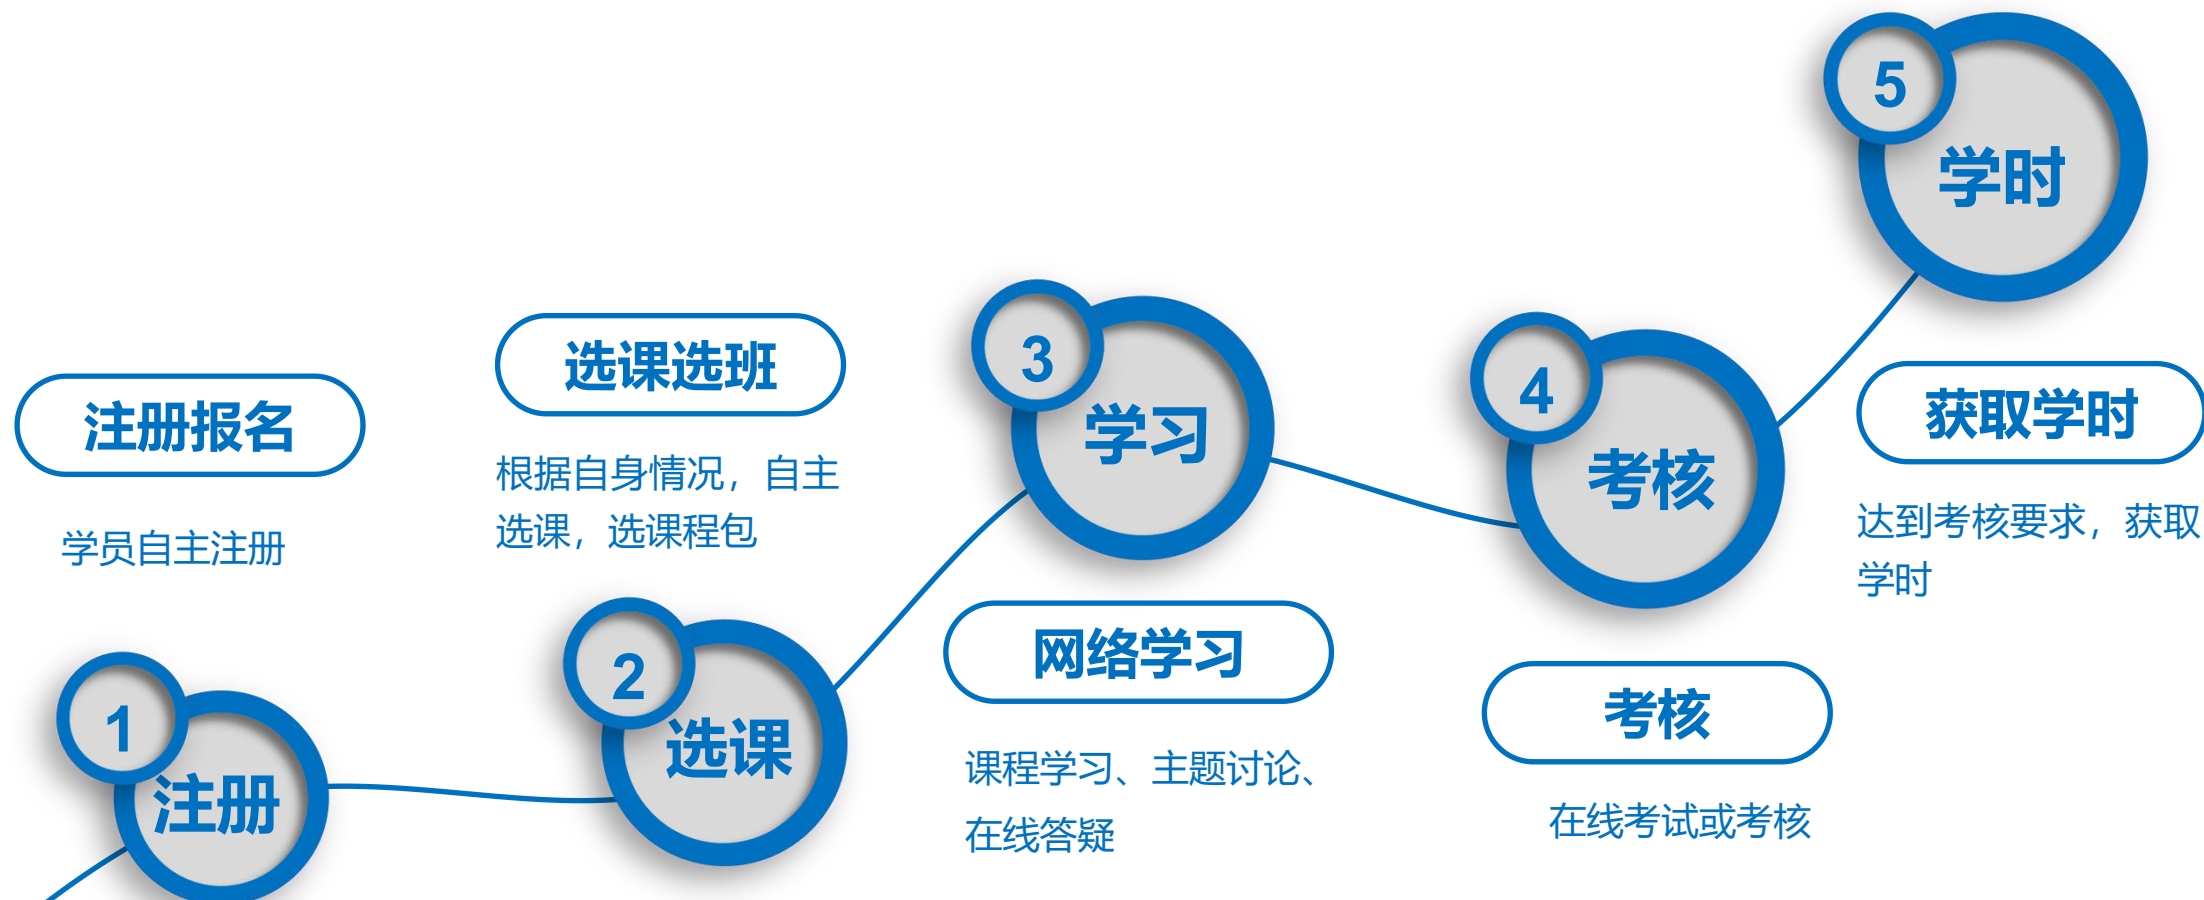 1
注册
注册报名
学员自主注册
2
选课
选课选班
根据自身情况，自主
选课，选课程包
3
学习
网络学习
课程学习、主题讨论、
在线答疑
4
考核
考核
在线考试或考核
5
学时
获取学时
达到考核要求，获取
学时